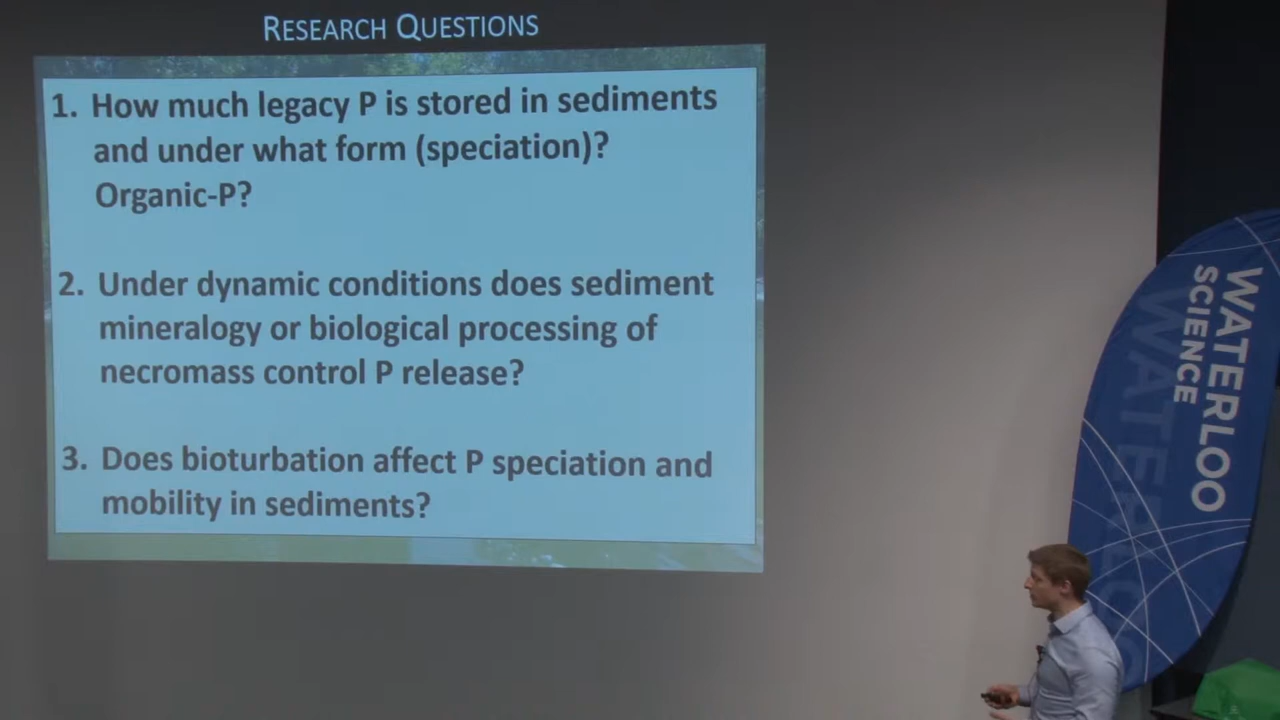 RESEARCH QUESTIONS
1. How much legacy P is stored in sediments
and under what form (speciation)?
Organic-P?
2. Under dynamic conditions does sediment
mineralogy or biological processing of
necromass control P release?
3. Does bioturbation affect P speciation and
mobility in sediments?
WATERLOO
SCIENCE
WATERLOO